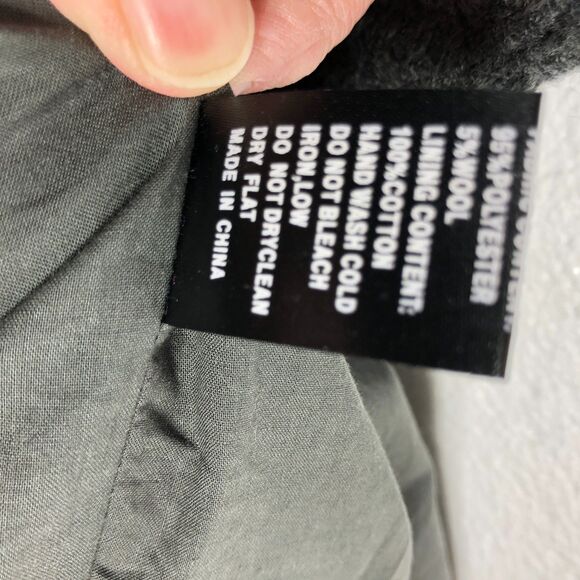 95%POLYESTER
5%WOOL
LINING CONTENT:
100%COTTON
HAND WASH COLD
DO NOT BLEACH
IRON,LOW
DO NOT DRYCLEAN
DRY FLAT
MADE IN CHINA